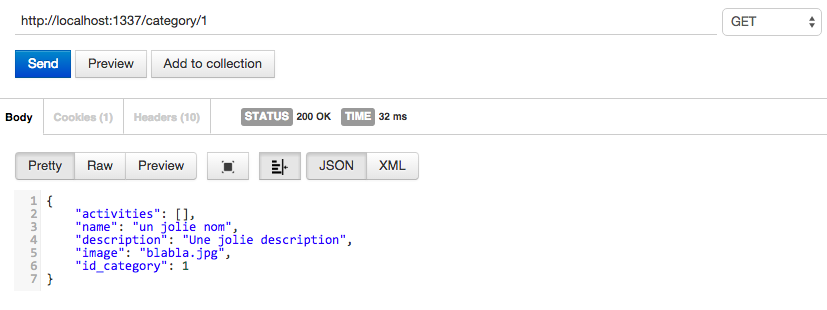 http://localhost:1337/category/1 GET
Send Preview Add to collection
Body Cookies (1) Headers (10) STATUS 200 OK TIME 32 ms
Pretty Raw Preview JSON XML
1 {
2 "activities": [],
3 "name": "un jolie nom",
4 "description": "Une jolie description",
5 "image": "blabla.jpg",
6 "id_category": 1
7 }